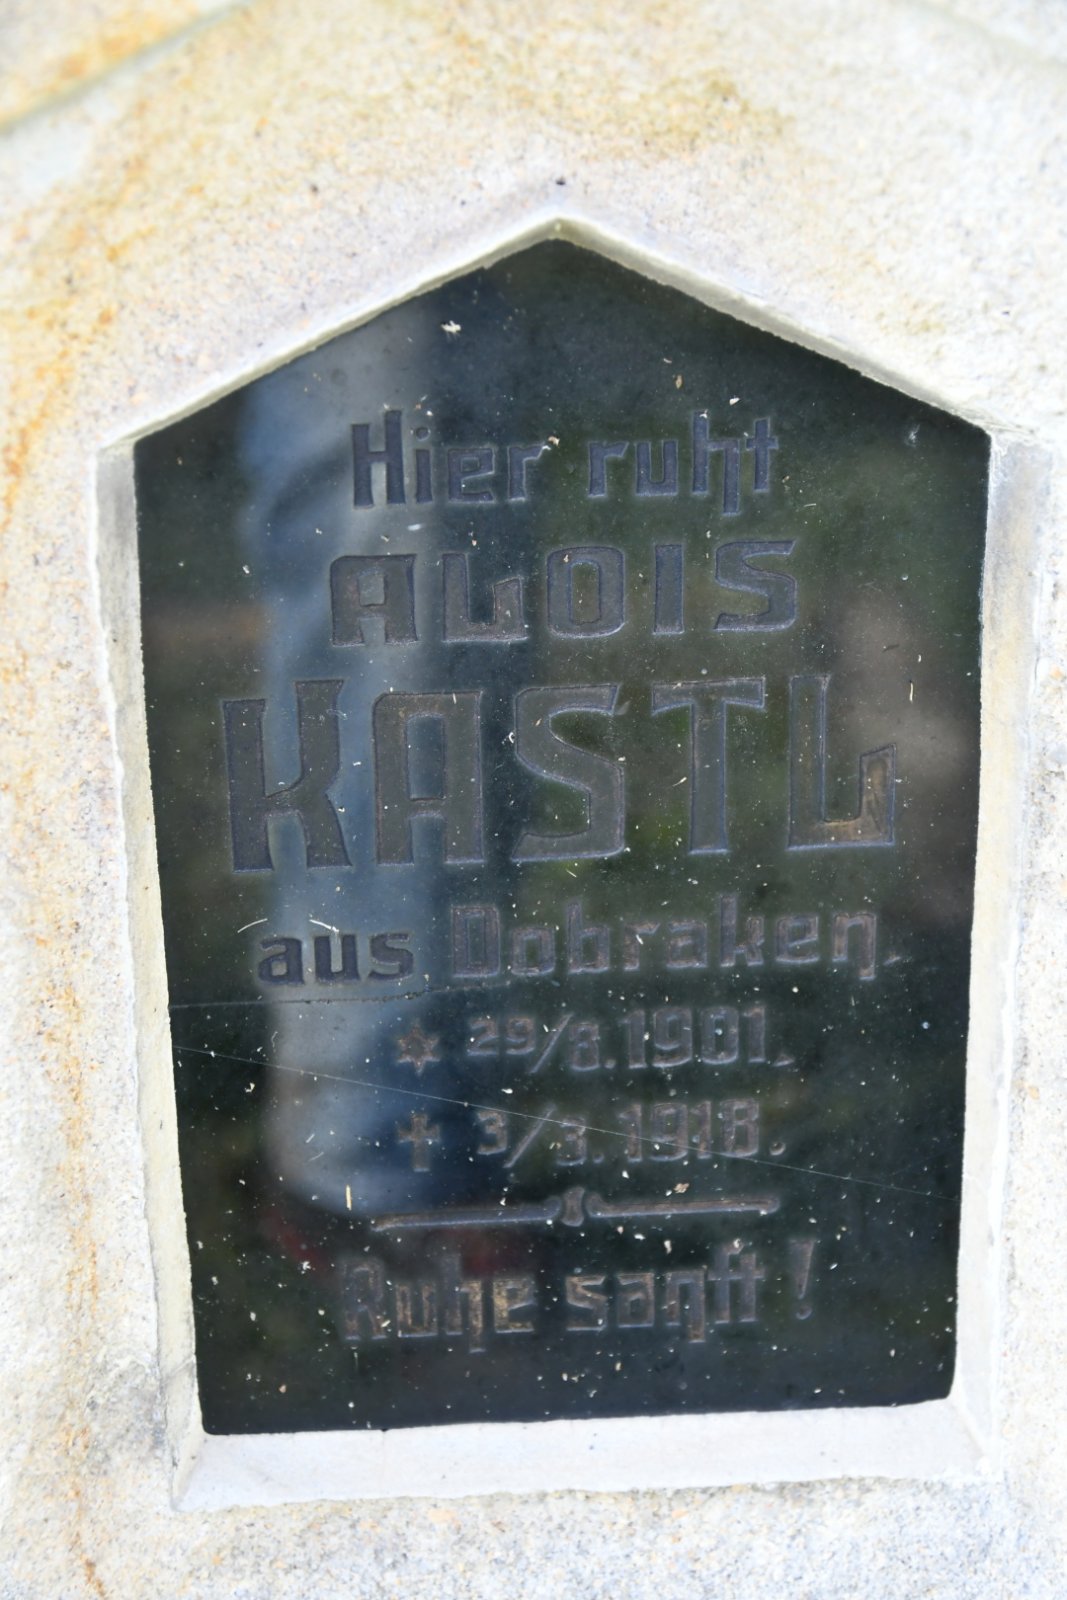 Hier ruht
ALOIS
KASTL
aus Dobraken.
✡ 29/8. 1901.
✝ 3/3. 1918.
Ruhe sanft!